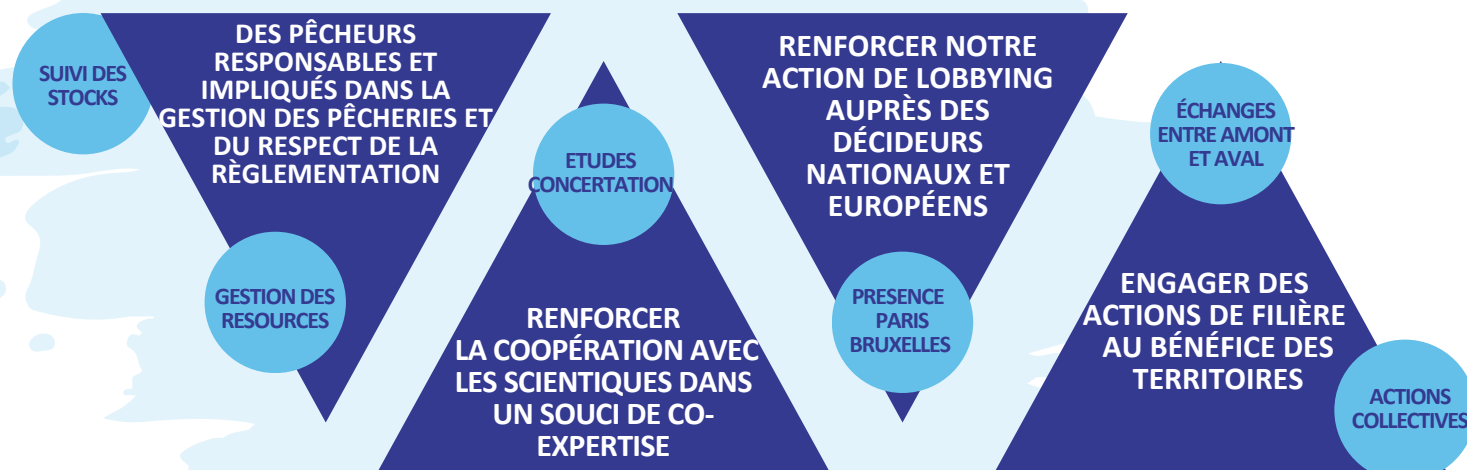 SUIVI DES
STOCKS
DES PÊCHEURS
RESPONSABLES ET
IMPLIQUÉS DANS LA
GESTION DES PÊCHERIES ET
DU RESPECT DE LA
RÈGLEMENTATION
GESTION DES
RESOURCES
ETUDES
CONCERTATION
RENFORCER
LA COOPÉRATION AVEC
LES SCIENTIQUES DANS
UN SOUCI DE CO-
EXPERTISE
RENFORCER NOTRE
ACTION DE LOBBYING
AUPRÈS DES
DÉCIDEURS
NATIONAUX ET
EUROPÉENS
PRESENCE
PARIS
BRUXELLES
ÉCHANGES
ENTRE AMONT
ET AVAL
ENGAGER DES
ACTIONS DE FILIÈRE
AU BÉNÉFICE DES
TERRITOIRES
ACTIONS
COLLECTIVES